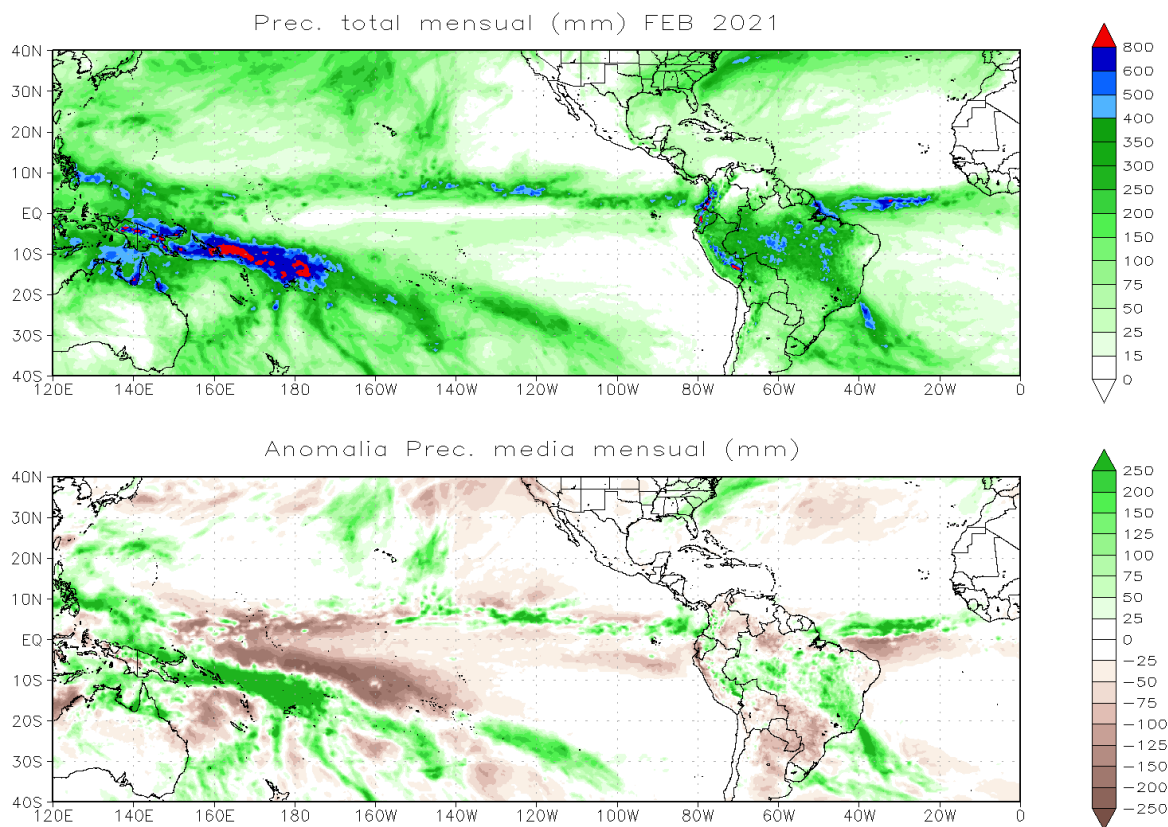 Prec. total mensual (mm) FEB 2021
40N
30N
20N
10N
EQ
10S
20S
30S
40S
120E 140E 160E 180 160W 140W 120W 100W 80W 60W 40W 20W 0
800
600
500
400
350
300
250
200
150
100
75
50
25
15
0
Anomalia Prec. media mensual (mm)
40N
30N
20N
10N
EQ
10S
20S
30S
40S
120E 140E 160E 180 160W 140W 120W 100W 80W 60W 40W 20W 0
250
200
150
125
100
75
50
25
0
−25
−50
−75
−100
−125
−150
−200
−250